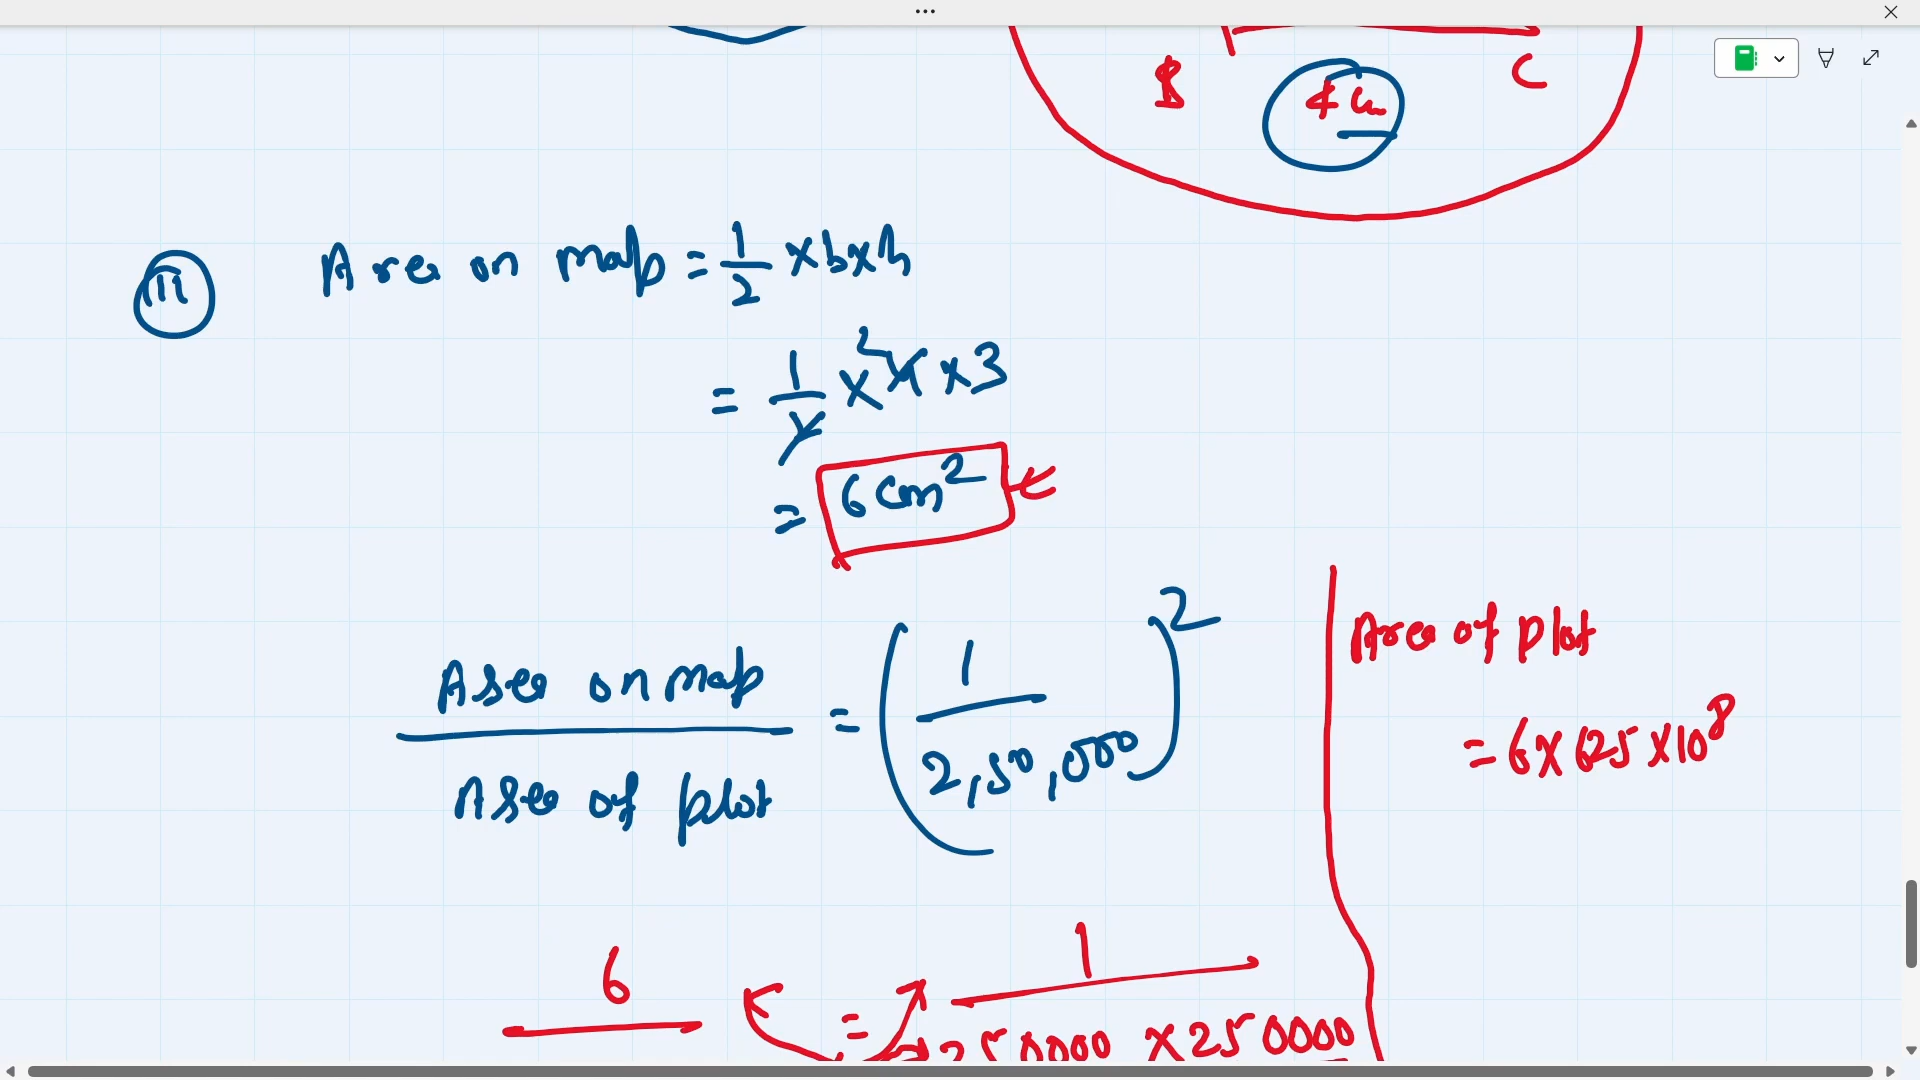 B 4 cm C
ii Area on map = 1/2 × b × h
= 1/2 × 4 × 3 2
= 6 cm²
Area on map / Area of plot = (1 / 2,50,000)²
Area of plot
= 6 × 625 × 10⁸
6 / = 1 / 250000 × 250000